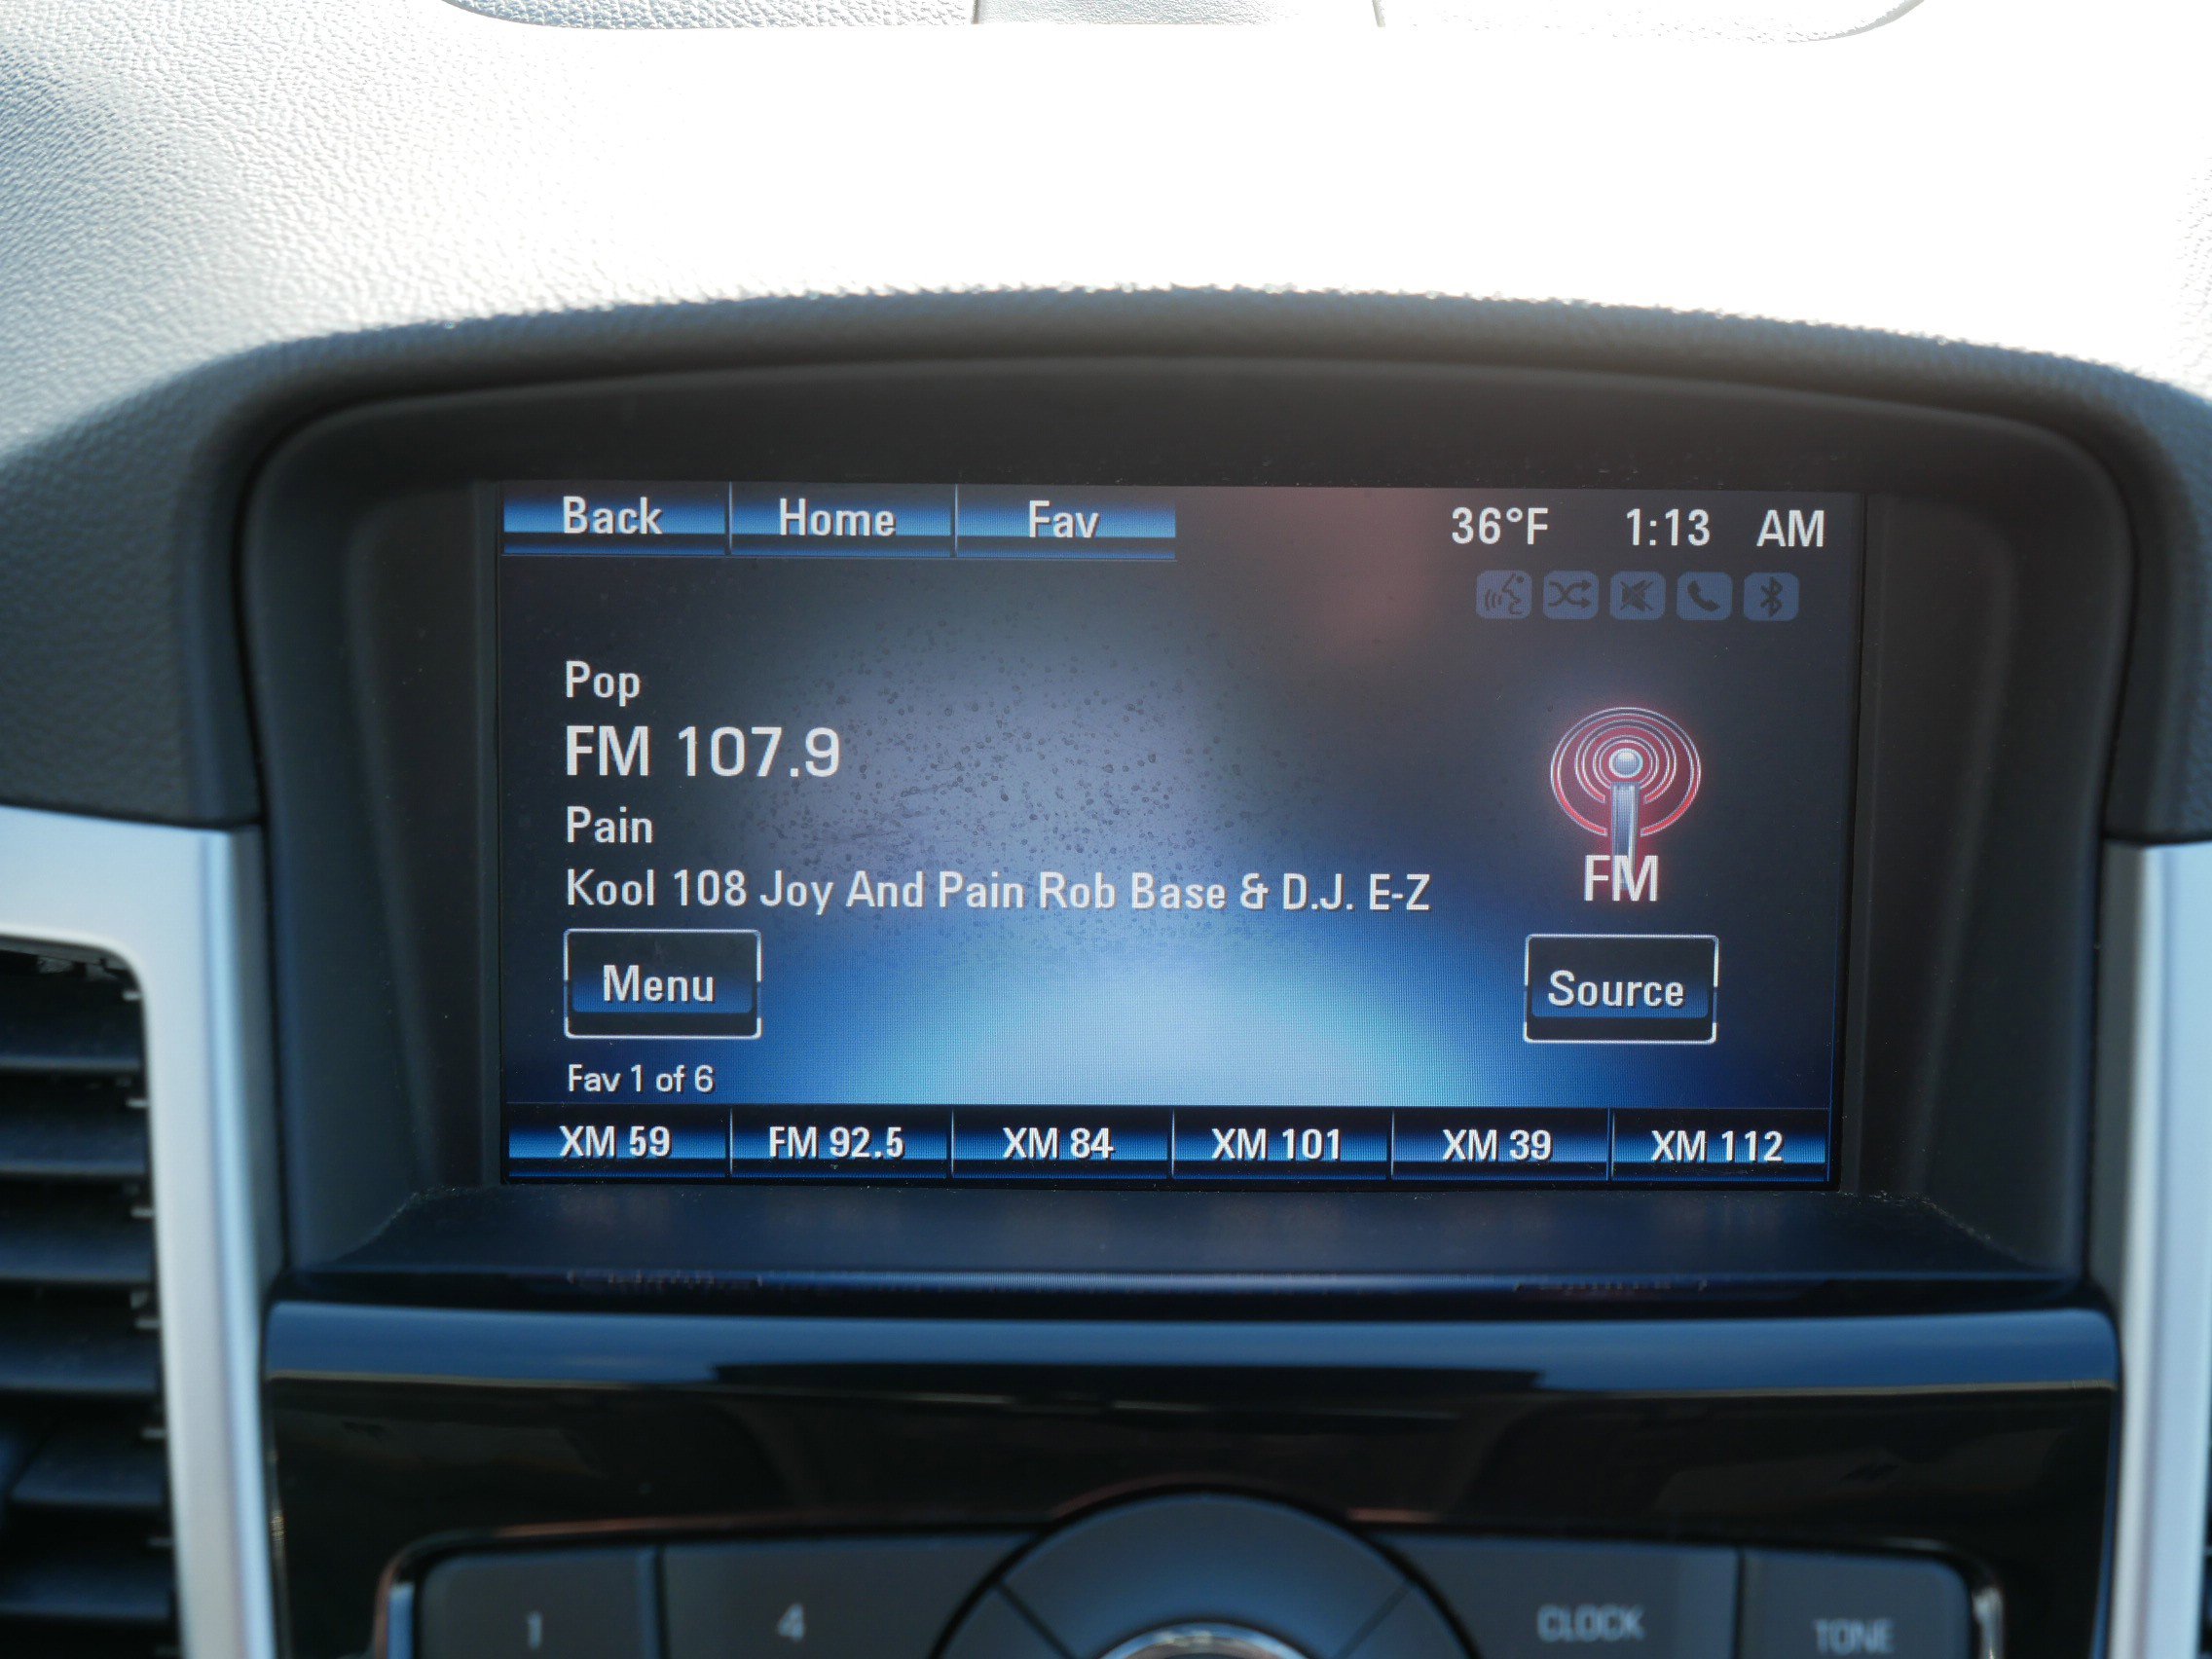 Back Home Fav 36°F 1:13 AM
Pop
FM 107.9
Pain
Kool 108 Joy And Pain Rob Base & D.J. E-Z
FM
Menu Source
Fav 1 of 6
XM 59 FM 92.5 XM 84 XM 101 XM 39 XM 112
1 4 CLOCK TONE